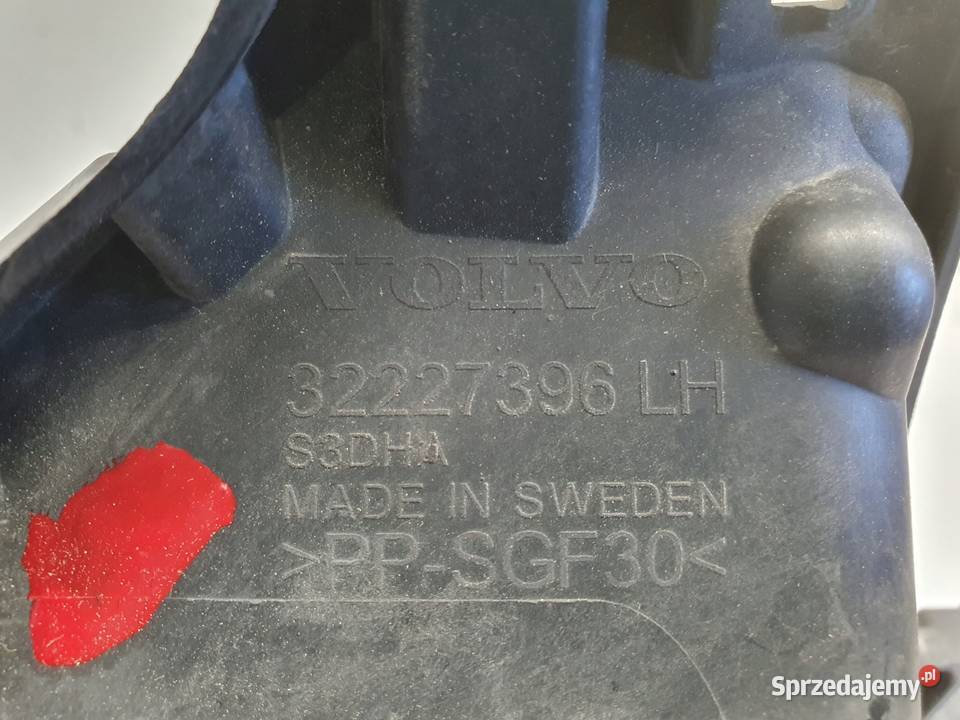 VOLVO
32227396 LH
S3DHA
MADE IN SWEDEN
>PP-SGF30<
Sprzedajemy.pl